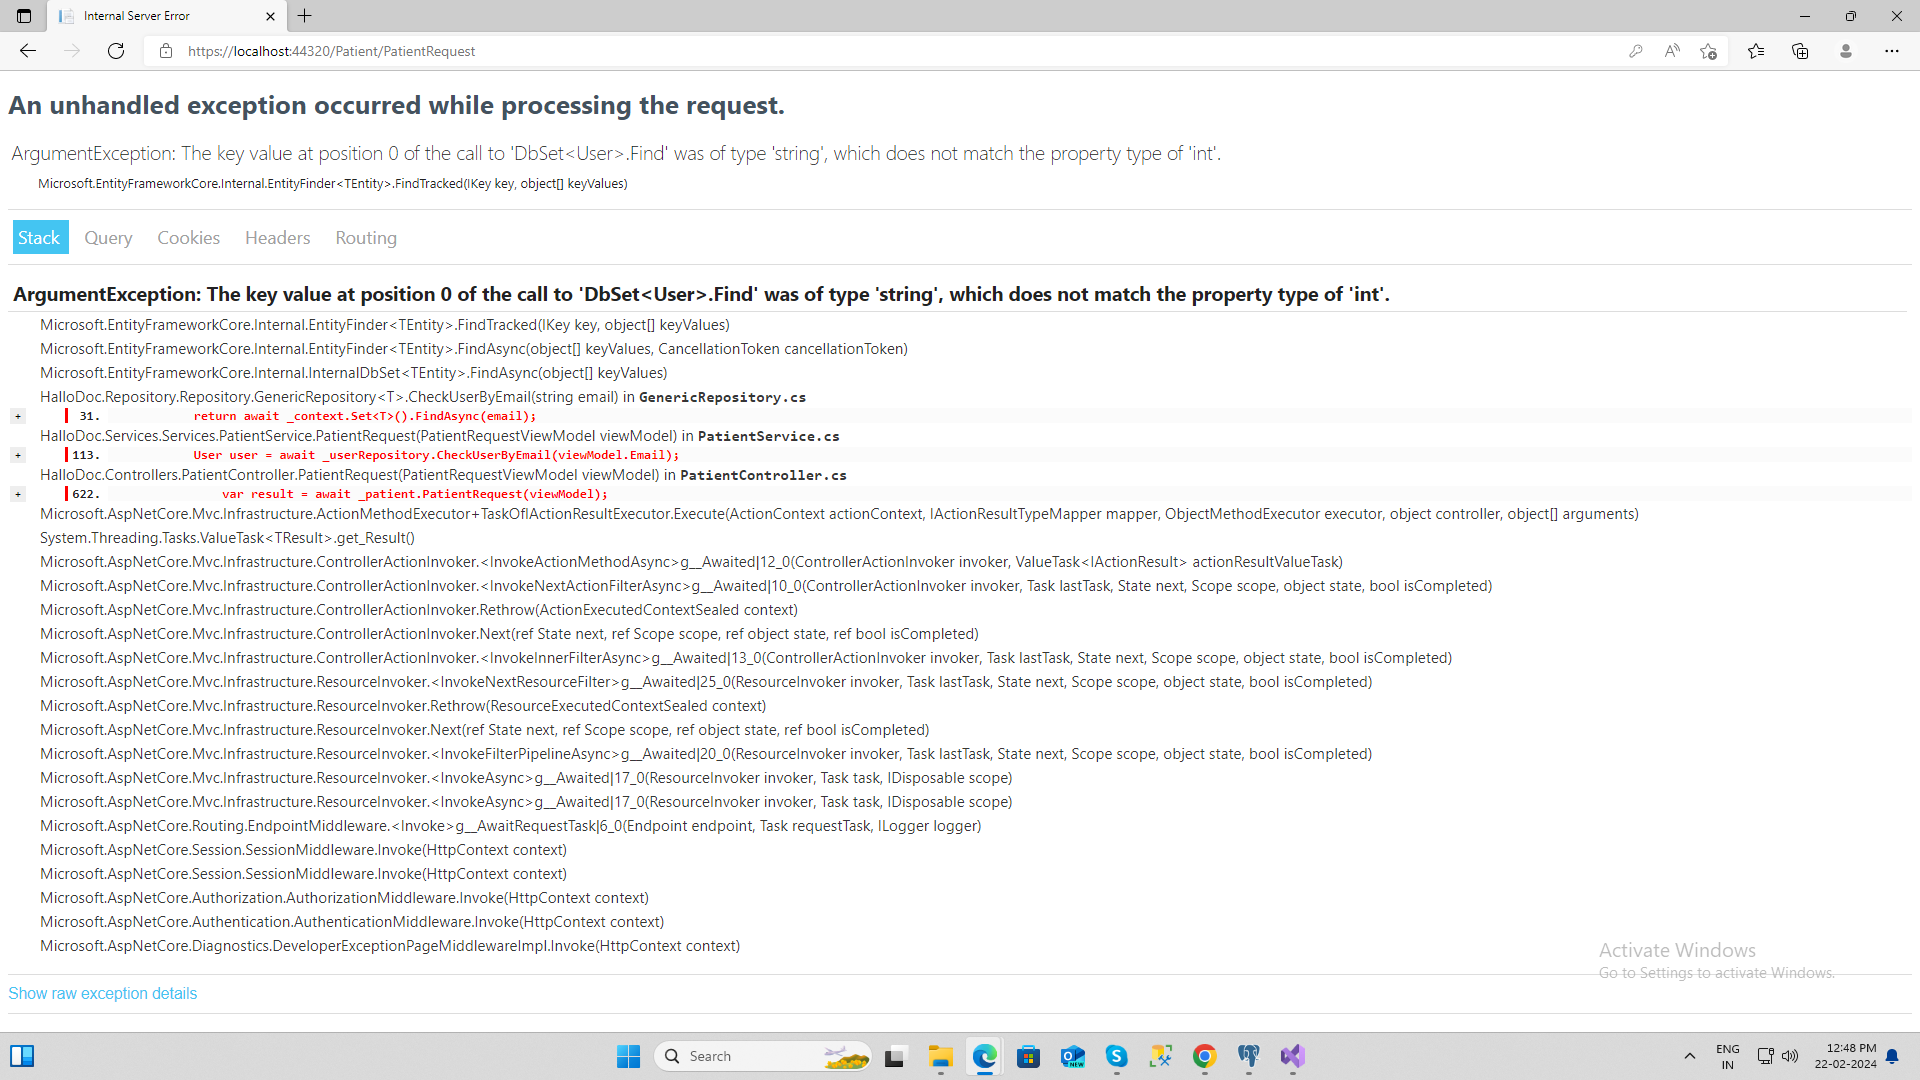 Internal Server Error
https://localhost:44320/Patient/PatientRequest
An unhandled exception occurred while processing the request.
ArgumentException: The key value at position 0 of the call to 'DbSet<User>.Find' was of type 'string', which does not match the property type of 'int'.
Microsoft.EntityFrameworkCore.Internal.EntityFinder<TEntity>.FindTracked(IKey key, object[] keyValues)
Stack Query Cookies Headers Routing
ArgumentException: The key value at position 0 of the call to 'DbSet<User>.Find' was of type 'string', which does not match the property type of 'int'.
Microsoft.EntityFrameworkCore.Internal.EntityFinder<TEntity>.FindTracked(IKey key, object[] keyValues)
Microsoft.EntityFrameworkCore.Internal.EntityFinder<TEntity>.FindAsync(object[] keyValues, CancellationToken cancellationToken)
Microsoft.EntityFrameworkCore.Internal.InternalDbSet<TEntity>.FindAsync(object[] keyValues)
HalloDoc.Repository.Repository.GenericRepository<T>.CheckUserByEmail(string email) in GenericRepository.cs
+ 31. return await _context.Set<T>().FindAsync(email);
HalloDoc.Services.Services.PatientService.PatientRequest(PatientRequestViewModel viewModel) in PatientService.cs
+ 113. User user = await _userRepository.CheckUserByEmail(viewModel.Email);
HalloDoc.Controllers.PatientController.PatientRequest(PatientRequestViewModel viewModel) in PatientController.cs
+ 622. var result = await _patient.PatientRequest(viewModel);
Microsoft.AspNetCore.Mvc.Infrastructure.ActionMethodExecutor+TaskOfIActionResultExecutor.Execute(ActionContext actionContext, IActionResultTypeMapper mapper, ObjectMethodExecutor executor, object controller, object[] arguments)
System.Threading.Tasks.ValueTask<TResult>.get_Result()
Microsoft.AspNetCore.Mvc.Infrastructure.ControllerActionInvoker.<InvokeActionMethodAsync>g__Awaited|12_0(ControllerActionInvoker invoker, ValueTask<IActionResult> actionResultValueTask)
Microsoft.AspNetCore.Mvc.Infrastructure.ControllerActionInvoker.<InvokeNextActionFilterAsync>g__Awaited|10_0(ControllerActionInvoker invoker, Task lastTask, State next, Scope scope, object state, bool isCompleted)
Microsoft.AspNetCore.Mvc.Infrastructure.ControllerActionInvoker.Rethrow(ActionExecutedContextSealed context)
Microsoft.AspNetCore.Mvc.Infrastructure.ControllerActionInvoker.Next(ref State next, ref Scope scope, ref object state, ref bool isCompleted)
Microsoft.AspNetCore.Mvc.Infrastructure.ControllerActionInvoker.<InvokeInnerFilterAsync>g__Awaited|13_0(ControllerActionInvoker invoker, Task lastTask, State next, Scope scope, object state, bool isCompleted)
Microsoft.AspNetCore.Mvc.Infrastructure.ResourceInvoker.<InvokeNextResourceFilter>g__Awaited|25_0(ResourceInvoker invoker, Task lastTask, State next, Scope scope, object state, bool isCompleted)
Microsoft.AspNetCore.Mvc.Infrastructure.ResourceInvoker.Rethrow(ResourceExecutedContextSealed context)
Microsoft.AspNetCore.Mvc.Infrastructure.ResourceInvoker.Next(ref State next, ref Scope scope, ref object state, ref bool isCompleted)
Microsoft.AspNetCore.Mvc.Infrastructure.ResourceInvoker.<InvokeFilterPipelineAsync>g__Awaited|20_0(ResourceInvoker invoker, Task lastTask, State next, Scope scope, object state, bool isCompleted)
Microsoft.AspNetCore.Mvc.Infrastructure.ResourceInvoker.<InvokeAsync>g__Awaited|17_0(ResourceInvoker invoker, Task task, IDisposable scope)
Microsoft.AspNetCore.Mvc.Infrastructure.ResourceInvoker.<InvokeAsync>g__Awaited|17_0(ResourceInvoker invoker, Task task, IDisposable scope)
Microsoft.AspNetCore.Routing.EndpointMiddleware.<Invoke>g__AwaitRequestTask|6_0(Endpoint endpoint, Task requestTask, ILogger logger)
Microsoft.AspNetCore.Session.SessionMiddleware.Invoke(HttpContext context)
Microsoft.AspNetCore.Session.SessionMiddleware.Invoke(HttpContext context)
Microsoft.AspNetCore.Authorization.AuthorizationMiddleware.Invoke(HttpContext context)
Microsoft.AspNetCore.Authentication.AuthenticationMiddleware.Invoke(HttpContext context)
Microsoft.AspNetCore.Diagnostics.DeveloperExceptionPageMiddlewareImpl.Invoke(HttpContext context)
Activate Windows
Go to Settings to activate Windows.
Show raw exception details
Search
ENG
IN
12:48 PM
22-02-2024